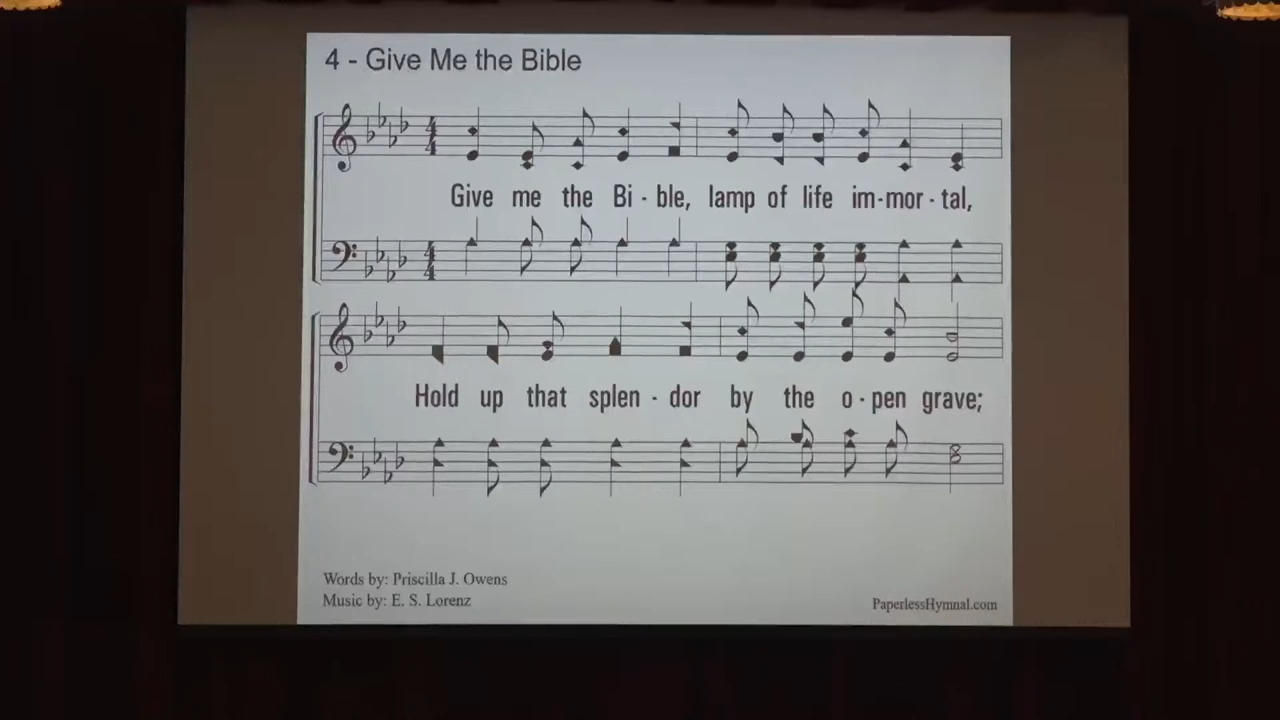 4 - Give Me the Bible
Give me the Bi - ble, lamp of life im - mor - tal,
Hold up that splen - dor by the o - pen grave;
Words by: Priscilla J. Owens
Music by: E. S. Lorenz
PaperlessHymnal.com